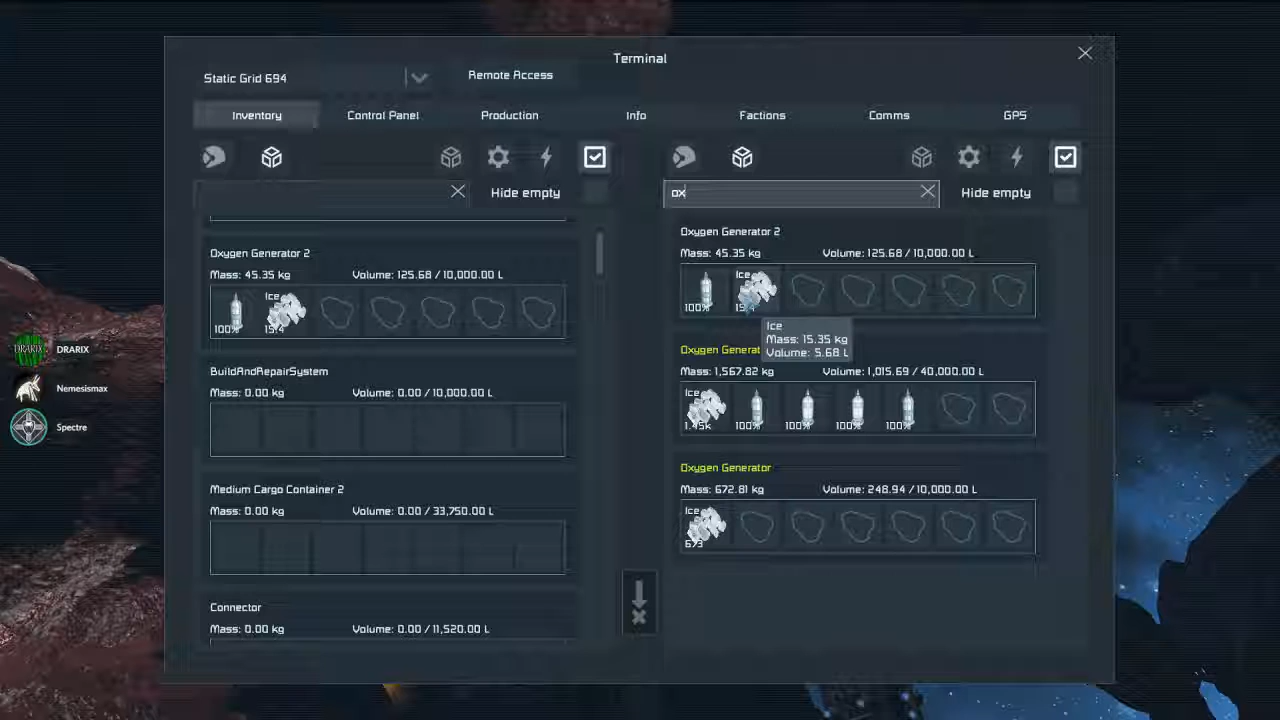 Terminal
Static Grid 694
Remote Access
Inventory
Control Panel
Production
Info
Factions
Comms
GPS
Hide empty
ox
Hide empty
Oxygen Generator 2
Mass: 45.35 kg
Volume: 125.68 / 10,000.00 L
100%
Ice
15.4
BuildAndRepairSystem
Mass: 0.00 kg
Volume: 0.00 / 10,000.00 L
Medium Cargo Container 2
Mass: 0.00 kg
Volume: 0.00 / 33,750.00 L
Connector
Mass: 0.00 kg
Volume: 0.00 / 11,520.00 L
Oxygen Generator 2
Mass: 45.35 kg
Volume: 125.68 / 10,000.00 L
100%
Ice
15.4
Ice
Mass: 15.35 kg
Volume: 5.68 L
Oxygen Generat
Mass: 1,567.82 kg
Volume: 1,015.69 / 40,000.00 L
Ice
1.45k
100%
100%
100%
100%
Oxygen Generator
Mass: 672.81 kg
Volume: 248.94 / 10,000.00 L
Ice
673
DRARIX
DRARIX
Nemesismax
Spectre